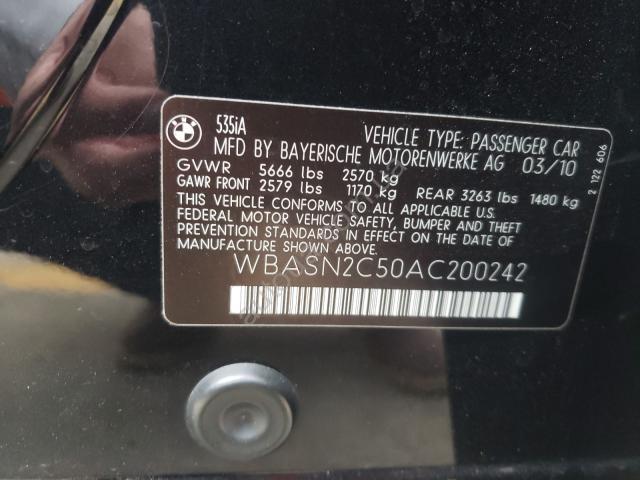 BMW
535iA
VEHICLE TYPE: PASSENGER CAR
MFD BY BAYERISCHE MOTORENWERKE AG 03/10
GVWR 5666 lbs 2570 kg
GAWR FRONT 2579 lbs 1170 kg REAR 3263 lbs 1480 kg
THIS VEHICLE CONFORMS TO ALL APPLICABLE U.S.
FEDERAL MOTOR VEHICLE SAFETY, BUMPER AND THEFT
PREVENTION STANDARDS IN EFFECT ON THE DATE OF
MANUFACTURE SHOWN ABOVE.
WBASN2C50AC200242
2 122 606